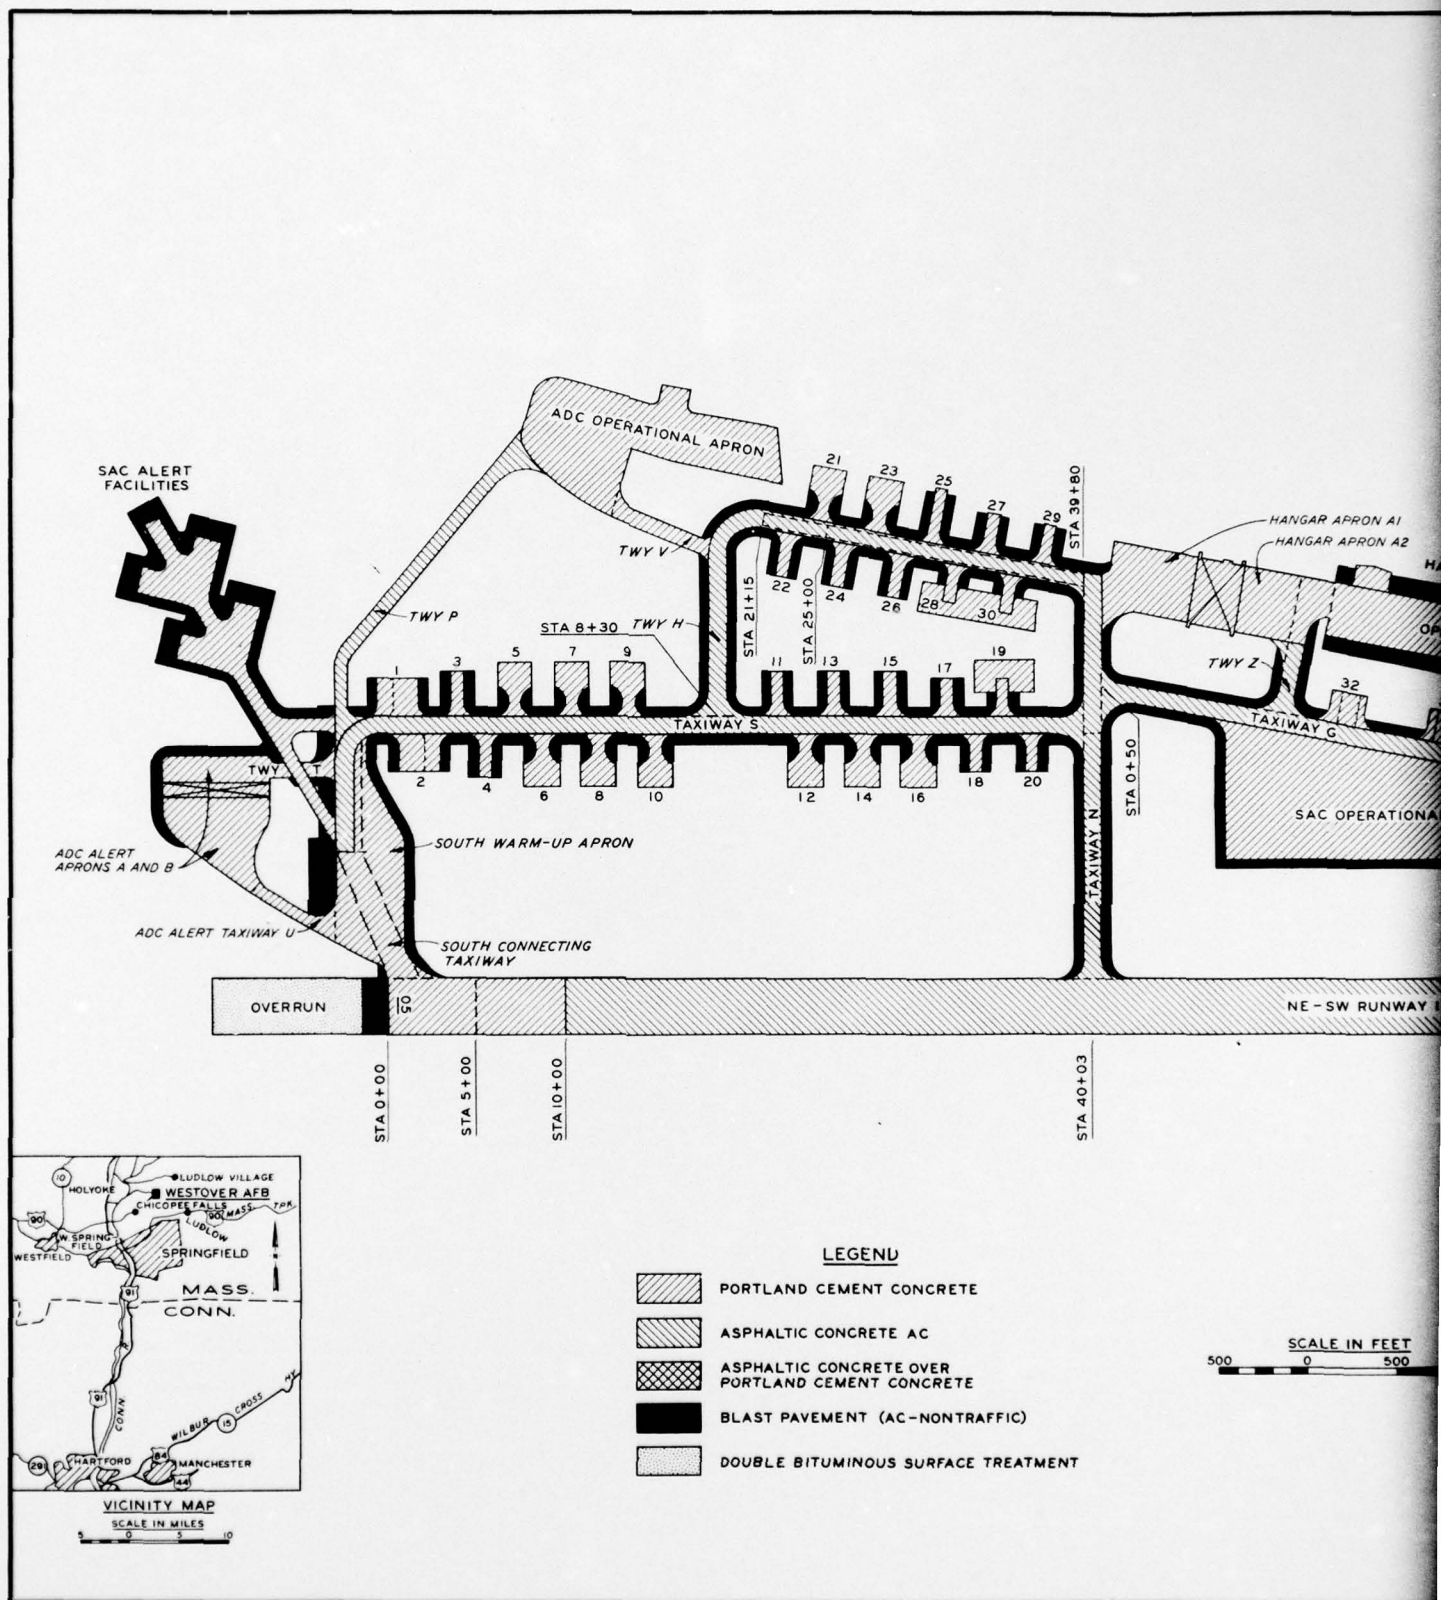 ADC OPERATIONAL APRON
SAC ALERT
FACILITIES
21
23
25
27
29
STA 39+80
HANGAR APRON A1
HANGAR APRON A2
HA
TWY V
22
24
26
28
30
STA 21+15
STA 25+00
TWY P
STA 8+30
TWY H
OP
TWY Z
1
3
5
7
9
11
13
15
17
19
32
TAXIWAY S
TAXIWAY G
TWY T
2
4
6
8
10
12
14
16
18
20
STA 0+50
SAC OPERATIONA
TAXIWAY N
SOUTH WARM-UP APRON
ADC ALERT
APRONS A AND B
ADC ALERT TAXIWAY U
SOUTH CONNECTING
TAXIWAY
OVERRUN
05
NE-SW RUNWAY
STA 0+00
STA 5+00
STA 10+00
STA 40+03
10
HOLYOKE
LUDLOW VILLAGE
WESTOVER AFB
CHICOPEE FALLS
90
LUDLOW
90
MASS. TPK
W. SPRING-
FIELD
WESTFIELD
SPRINGFIELD
91
MASS.
CONN.
91
CONN.
R
WILBUR
15
CROSS
HY
291
HARTFORD
84
MANCHESTER
44
VICINITY MAP
SCALE IN MILES
5 0 5 10
LEGEND
PORTLAND CEMENT CONCRETE
ASPHALTIC CONCRETE AC
ASPHALTIC CONCRETE OVER
PORTLAND CEMENT CONCRETE
BLAST PAVEMENT (AC-NONTRAFFIC)
DOUBLE BITUMINOUS SURFACE TREATMENT
SCALE IN FEET
500 0 500